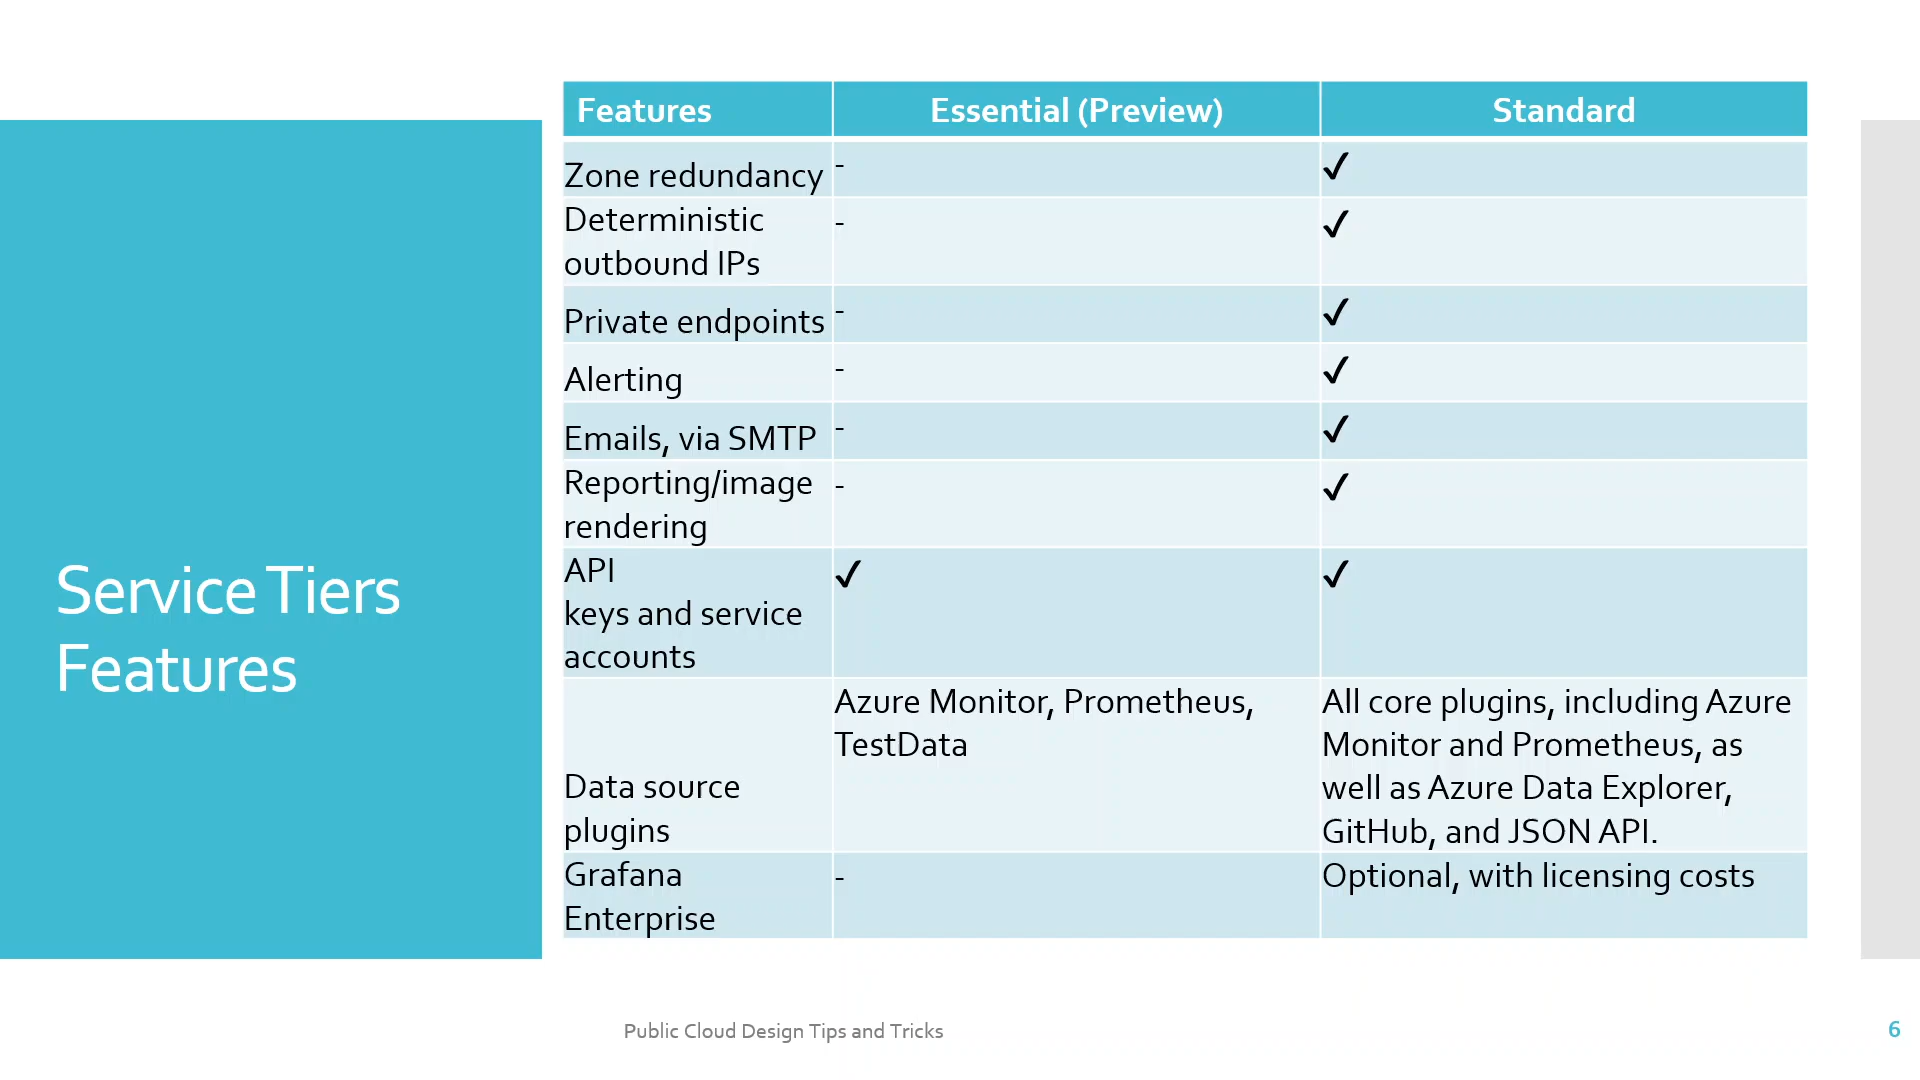 Service Tiers
Features
Features Essential (Preview) Standard
Zone redundancy - ✓
Deterministic - ✓
outbound IPs
Private endpoints - ✓
Alerting - ✓
Emails, via SMTP - ✓
Reporting/image - ✓
rendering
API ✓ ✓
keys and service
accounts
Data source
plugins
Azure Monitor, Prometheus,
TestData
All core plugins, including Azure
Monitor and Prometheus, as
well as Azure Data Explorer,
GitHub, and JSON API.
Grafana - Optional, with licensing costs
Enterprise
Public Cloud Design Tips and Tricks
6